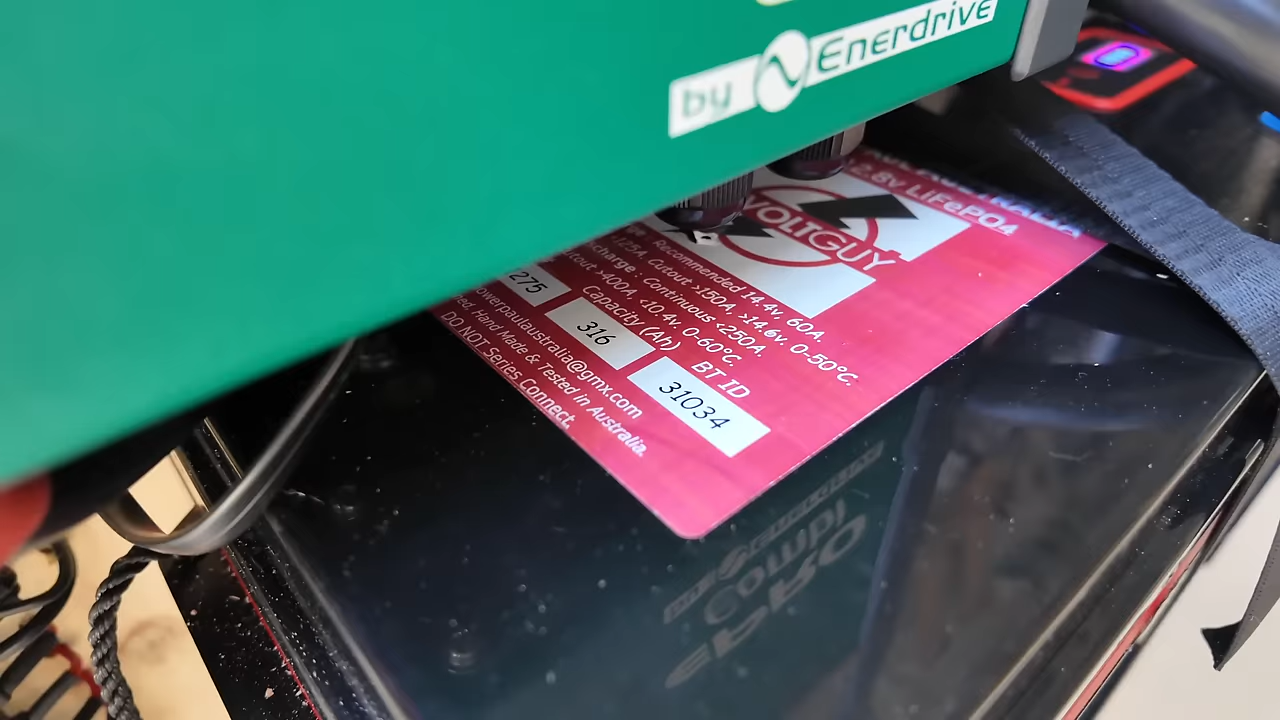 by Enerdrive
12.8v LiFePO4
VOLTGUY
Recommended 14.4v, 60A.
<125A. Cutout >150A, >14.6v. 0-50°C.
: Continuous <250A.
>400A, <10.4v. 0-60°C.
Capacity (Ah) BT ID
275 316 31034
@gmx.com
Hand Made & Tested in Australia.
DO NOT Series Connect.